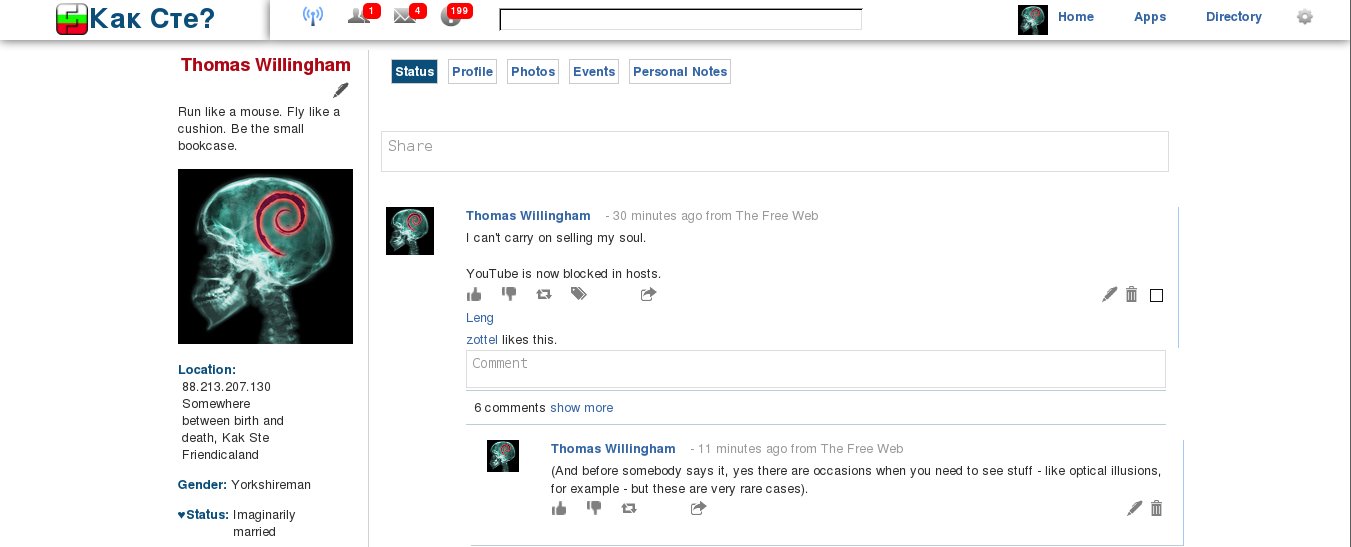 Как Сте?
1
4
199
Home
Apps
Directory
Thomas Willingham
Run like a mouse. Fly like a
cushion. Be the small
bookcase.
Location:
88.213.207.130
Somewhere
between birth and
death, Kak Ste
Friendicaland
Gender: Yorkshireman
♥Status: Imaginarily
married
Status
Profile
Photos
Events
Personal Notes
Share
Thomas Willingham - 30 minutes ago from The Free Web
I can't carry on selling my soul.
YouTube is now blocked in hosts.
Leng
zottel likes this.
Comment
6 comments show more
Thomas Willingham - 11 minutes ago from The Free Web
(And before somebody says it, yes there are occasions when you need to see stuff - like optical illusions,
for example - but these are very rare cases).